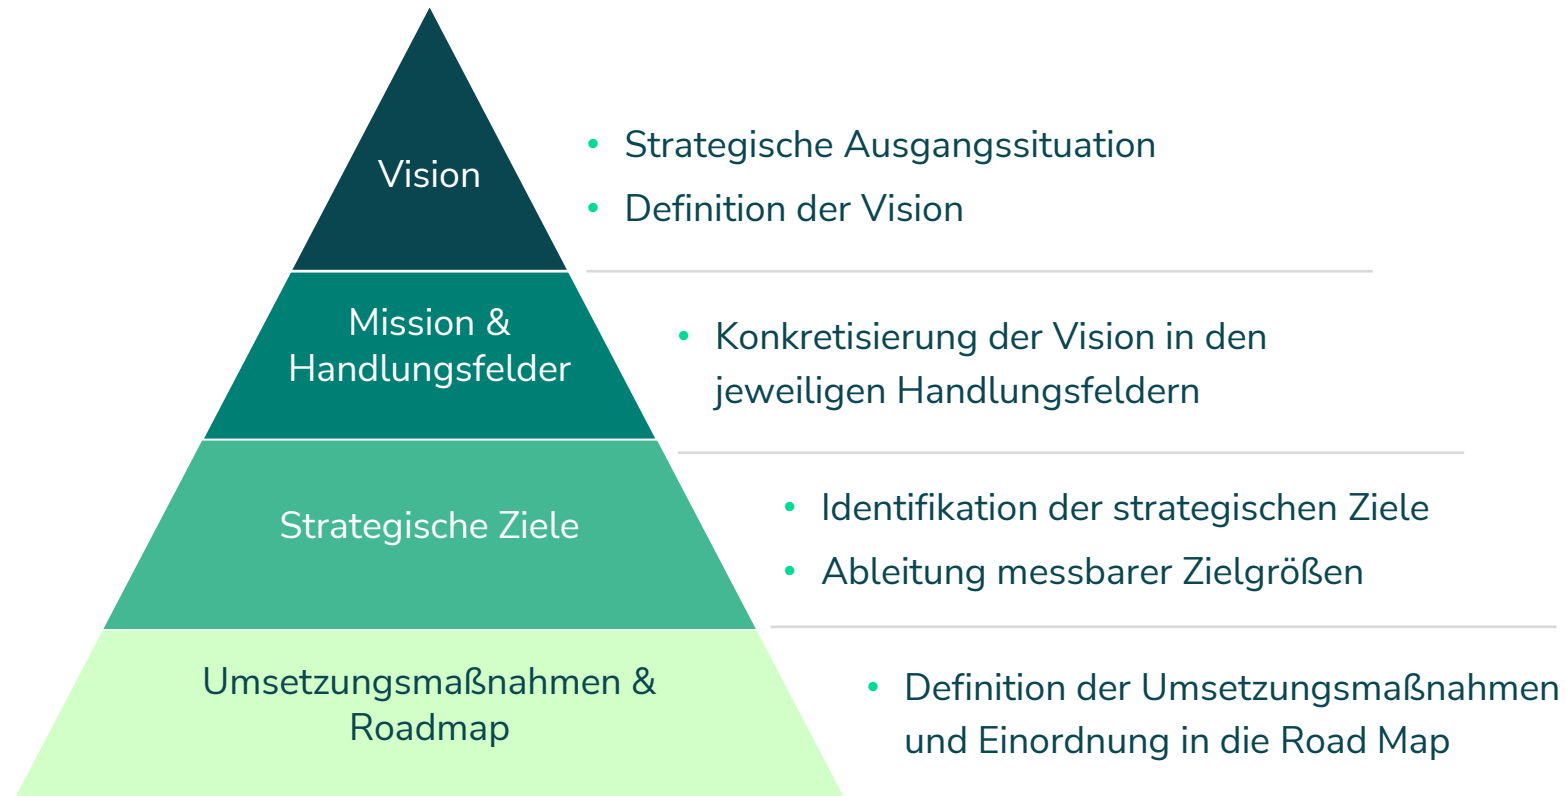 Vision
• Strategische Ausgangssituation
• Definition der Vision
Mission &
Handlungsfelder
• Konkretisierung der Vision in den
jeweiligen Handlungsfeldern
Strategische Ziele
• Identifikation der strategischen Ziele
• Ableitung messbarer Zielgrößen
Umsetzungsmaßnahmen &
Roadmap
• Definition der Umsetzungsmaßnahmen
und Einordnung in die Road Map